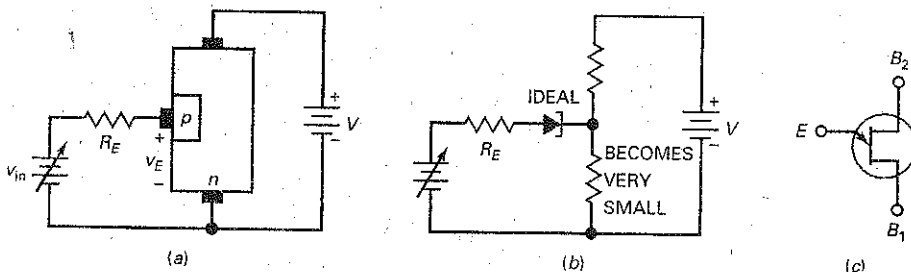 p
+
R_E
v_E
−
v_in
n
+
V
−
(a)
IDEAL
R_E
BECOMES
VERY
SMALL
+
V
−
(b)
B_2
E
B_1
(c)